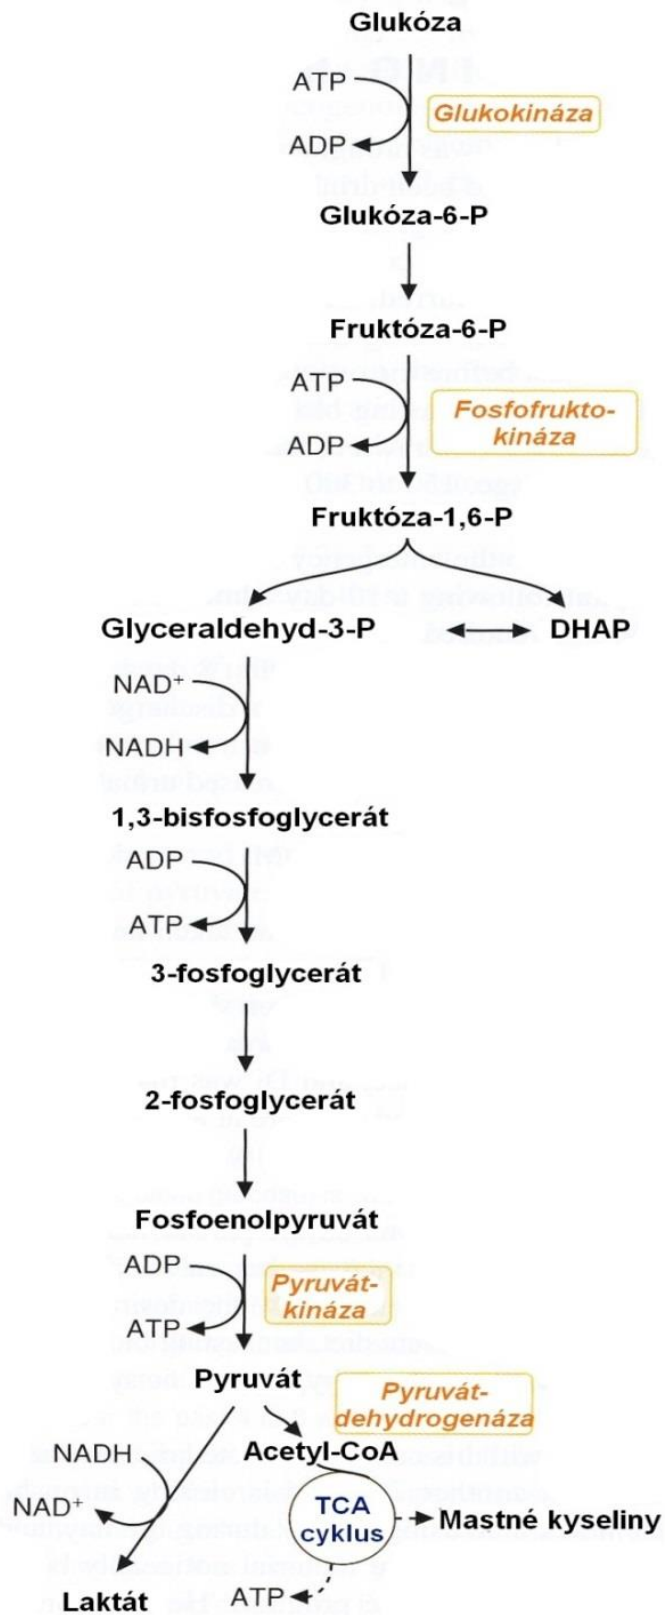 Glukóza
ATP
Glukokináza
ADP
Glukóza-6-P
Fruktóza-6-P
ATP
Fosfofrukto-
kináza
ADP
Fruktóza-1,6-P
Glyceraldehyd-3-P
DHAP
NAD⁺
NADH
1,3-bisfosfoglycerát
ADP
ATP
3-fosfoglycerát
2-fosfoglycerát
Fosfoenolpyruvát
ADP
Pyruvát-
kináza
ATP
Pyruvát
Pyruvát-
dehydrogenáza
Acetyl-CoA
NADH
NAD⁺
TCA
cyklus
Mastné kyseliny
ATP
Laktát